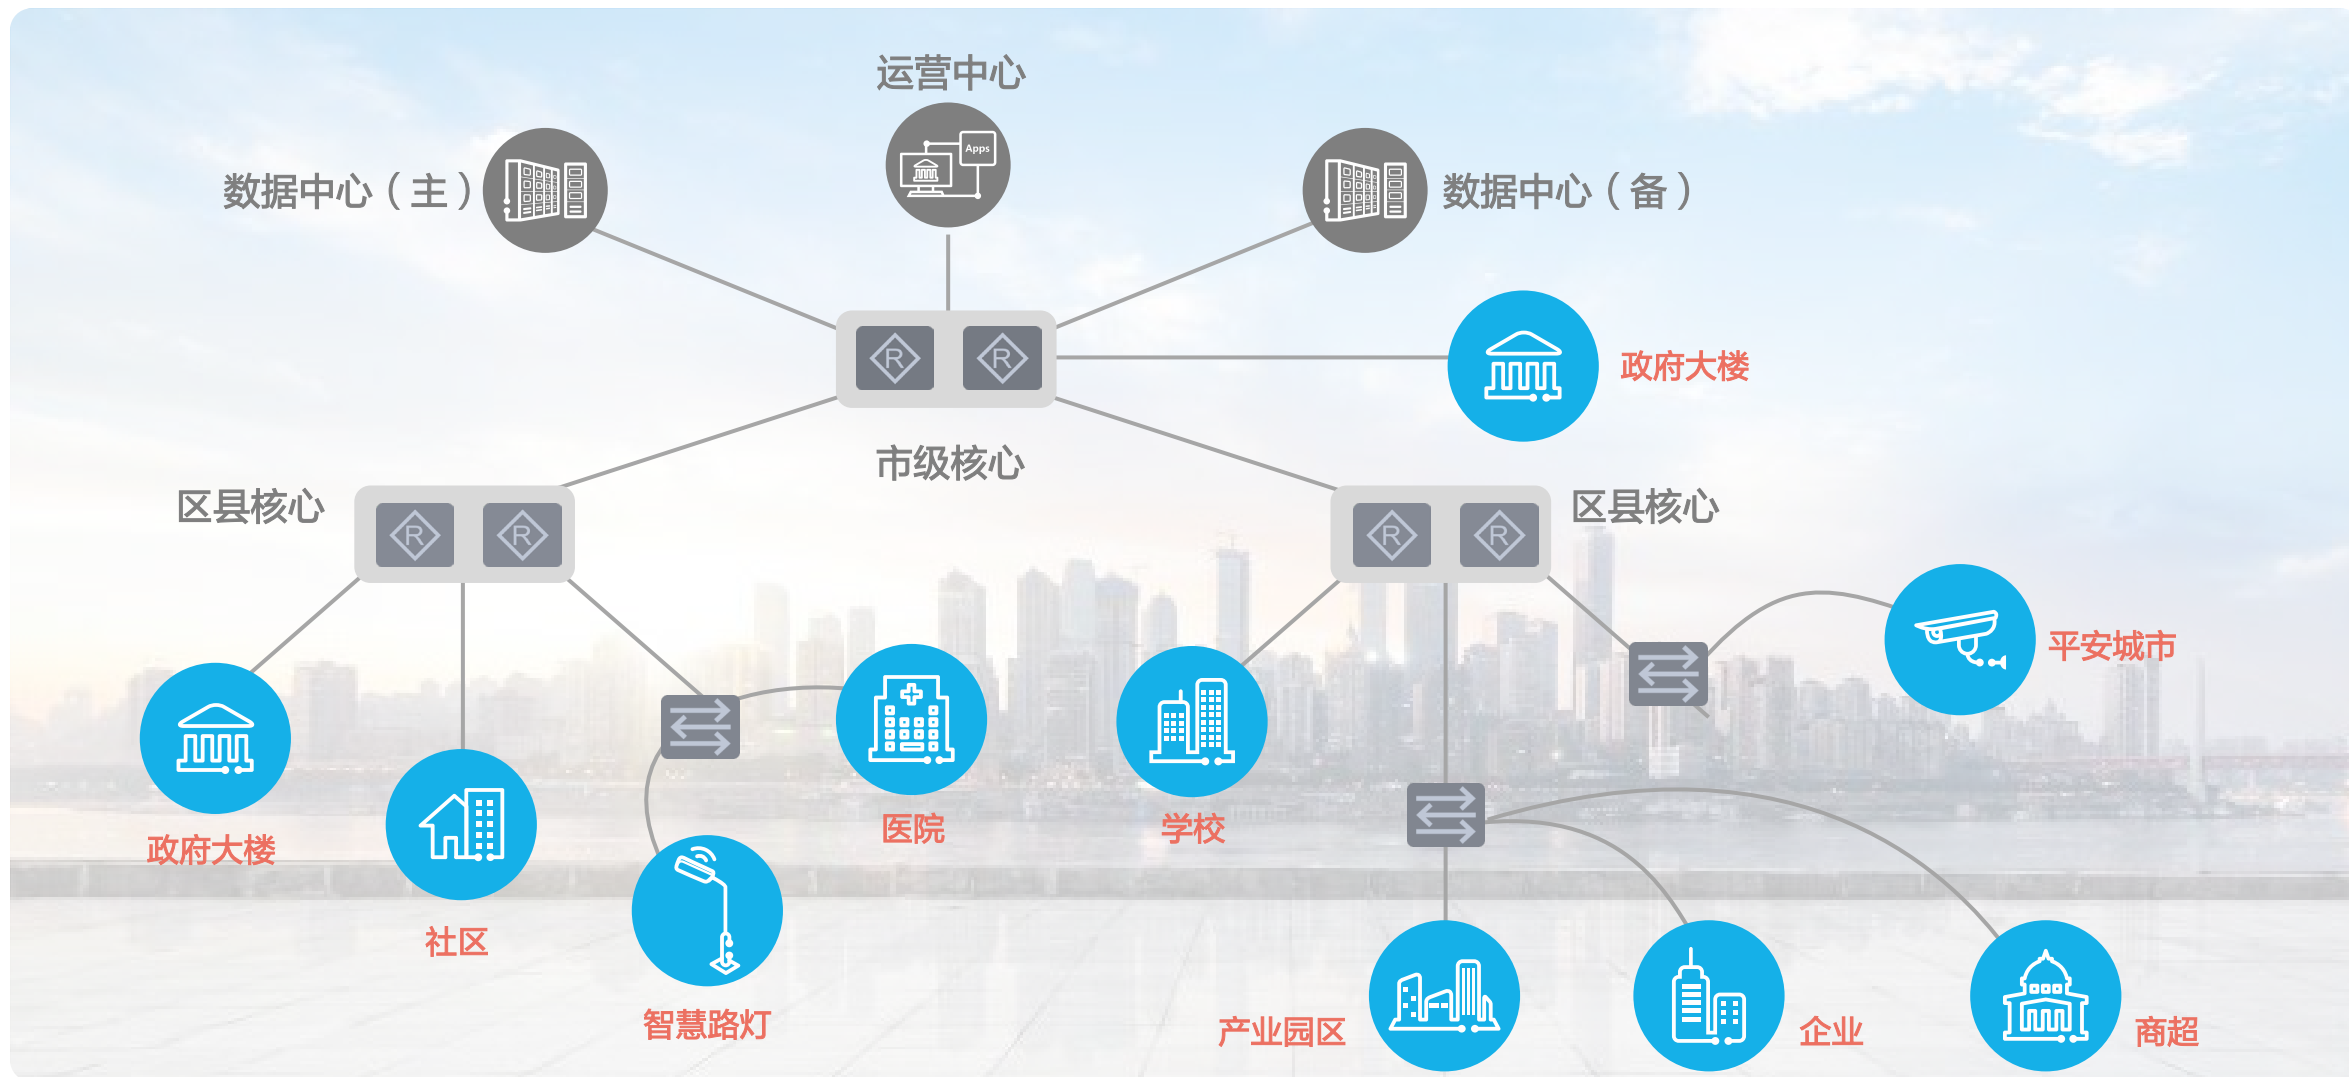 运营中心
Apps
数据中心（主）
数据中心（备）
R
R
政府大楼
市级核心
区县核心
R
R
R
R
区县核心
平安城市
医院
学校
政府大楼
社区
智慧路灯
产业园区
企业
商超